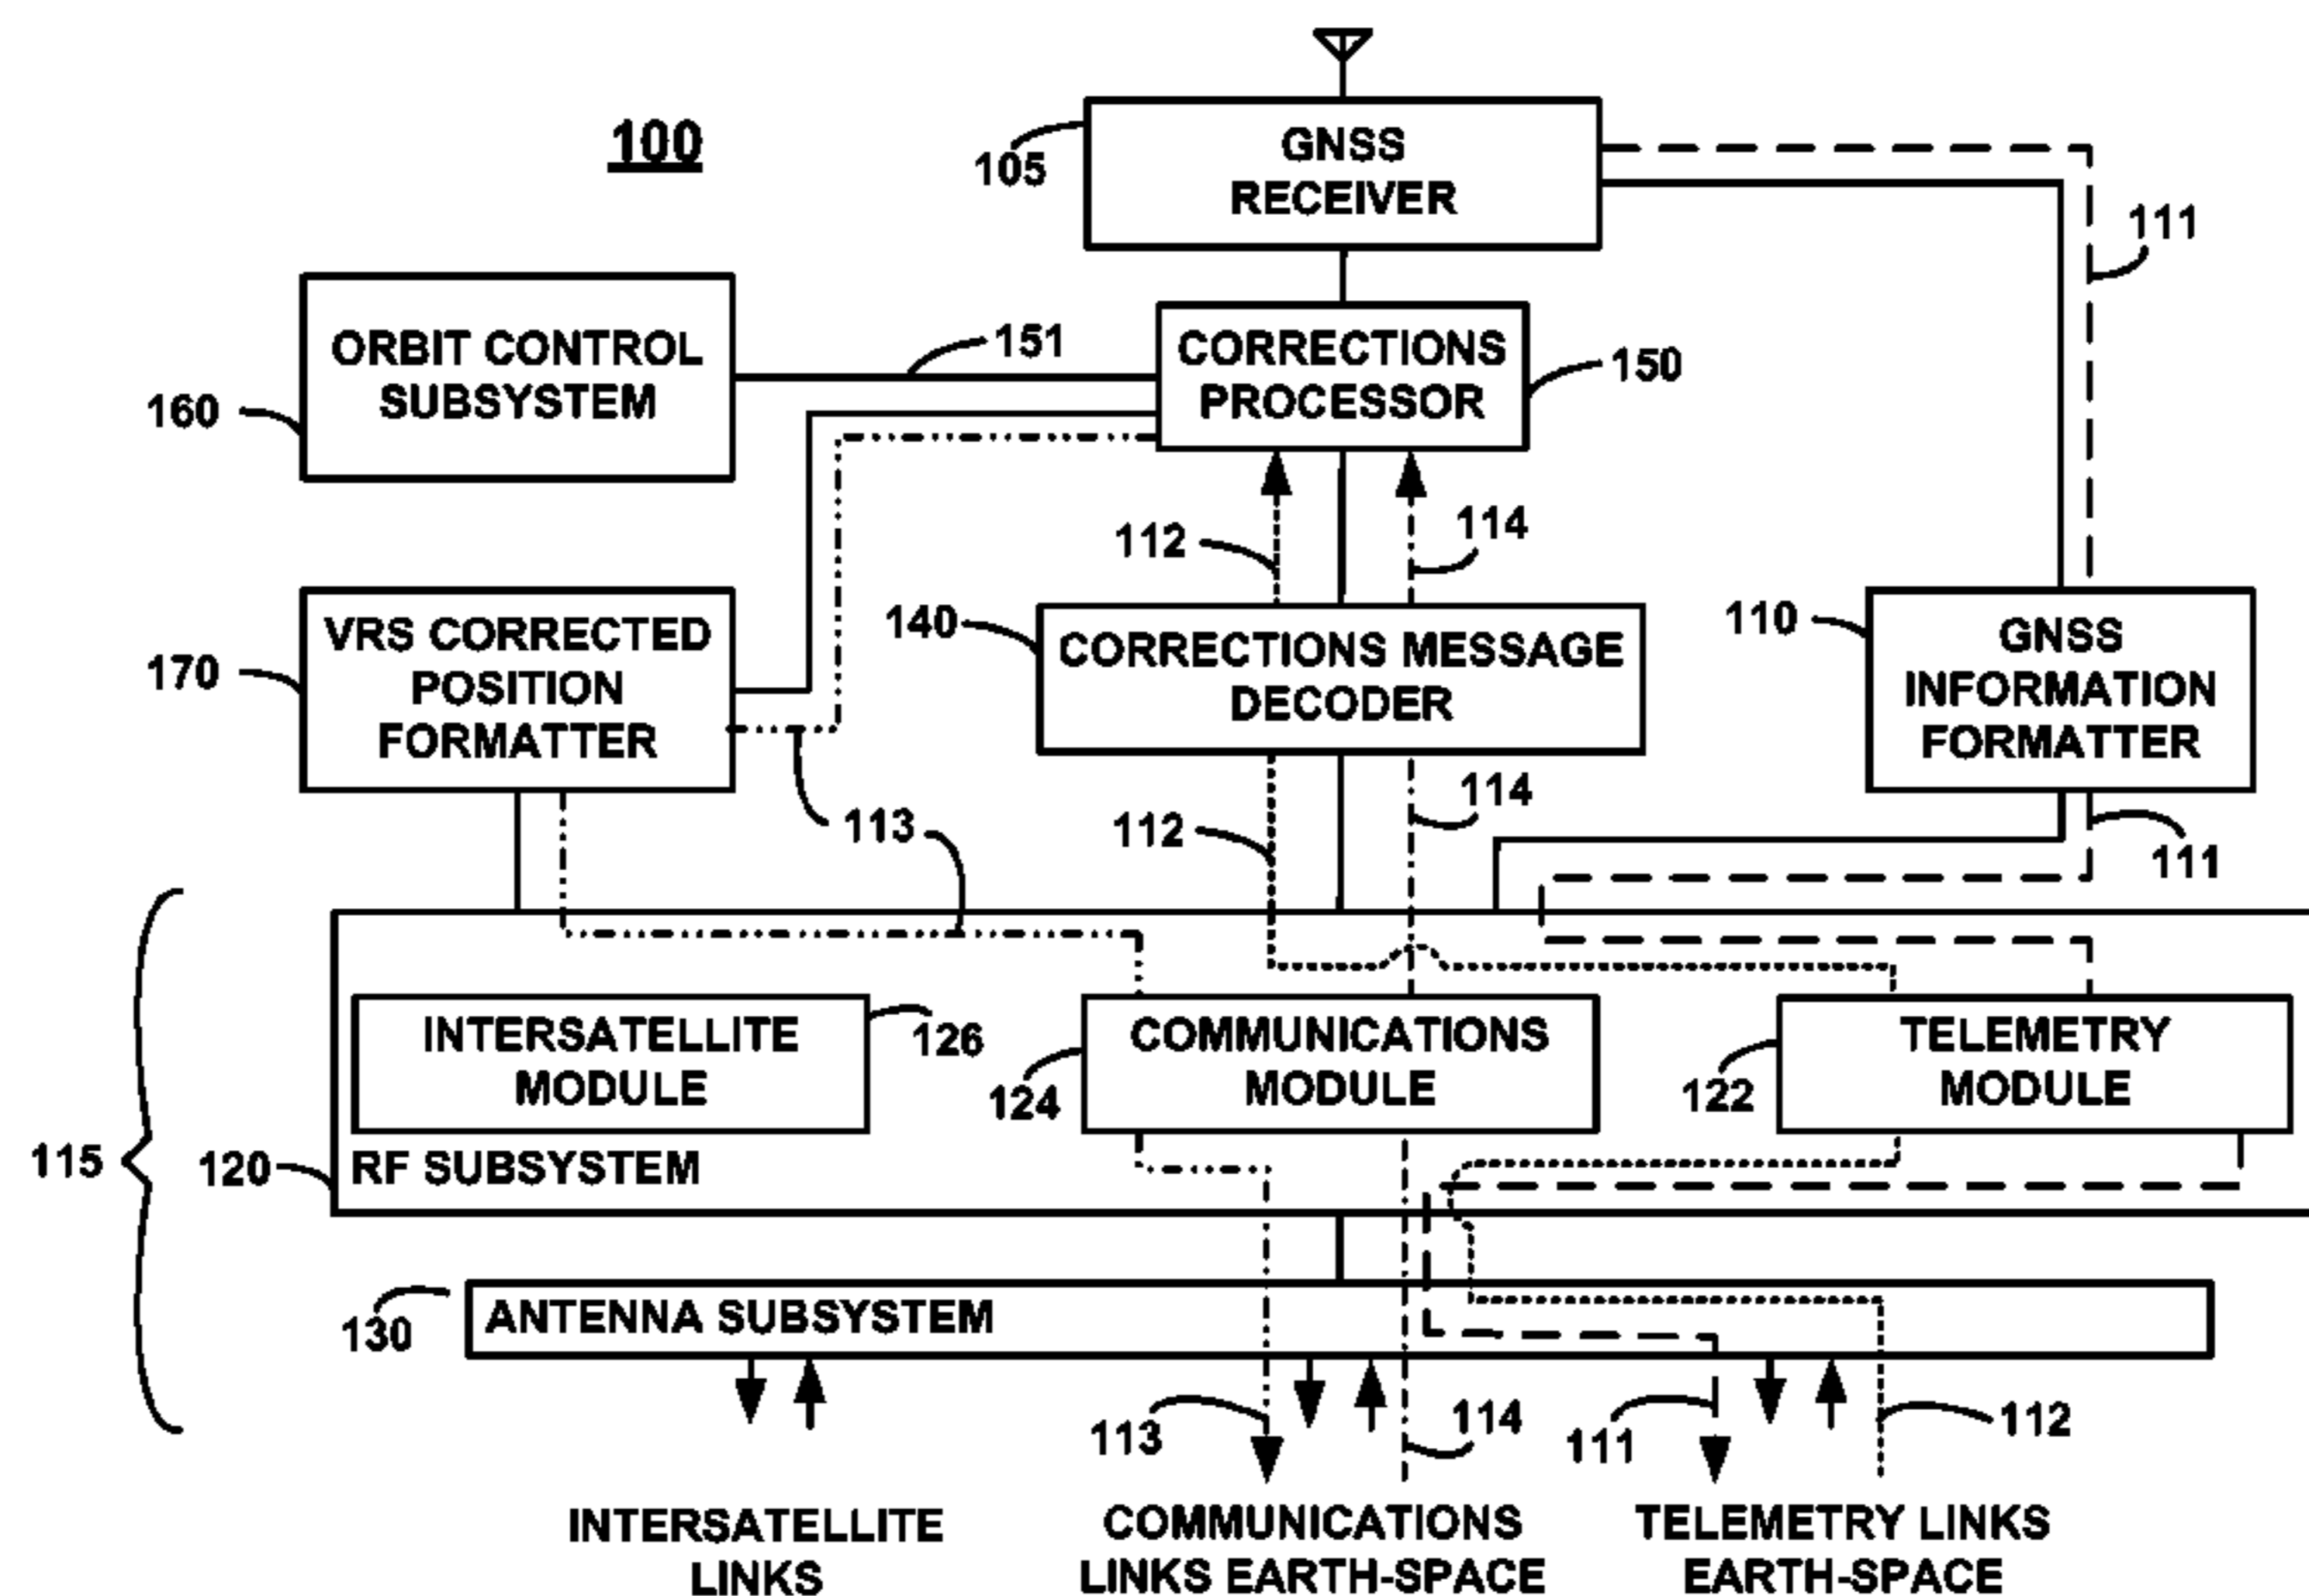 100
105
GNSS
RECEIVER
111
ORBIT CONTROL
SUBSYSTEM
160
151
CORRECTIONS
PROCESSOR
150
112
114
VRS CORRECTED
POSITION
FORMATTER
170
140
CORRECTIONS MESSAGE
DECODER
110
GNSS
INFORMATION
FORMATTER
113
112
114
111
115
120
INTERSATELLITE
MODULE
126
RF SUBSYSTEM
124
COMMUNICATIONS
MODULE
122
TELEMETRY
MODULE
130
ANTENNA SUBSYSTEM
113
114
111
112
INTERSATELLITE
LINKS
COMMUNICATIONS
LINKS EARTH-SPACE
TELEMETRY LINKS
EARTH-SPACE